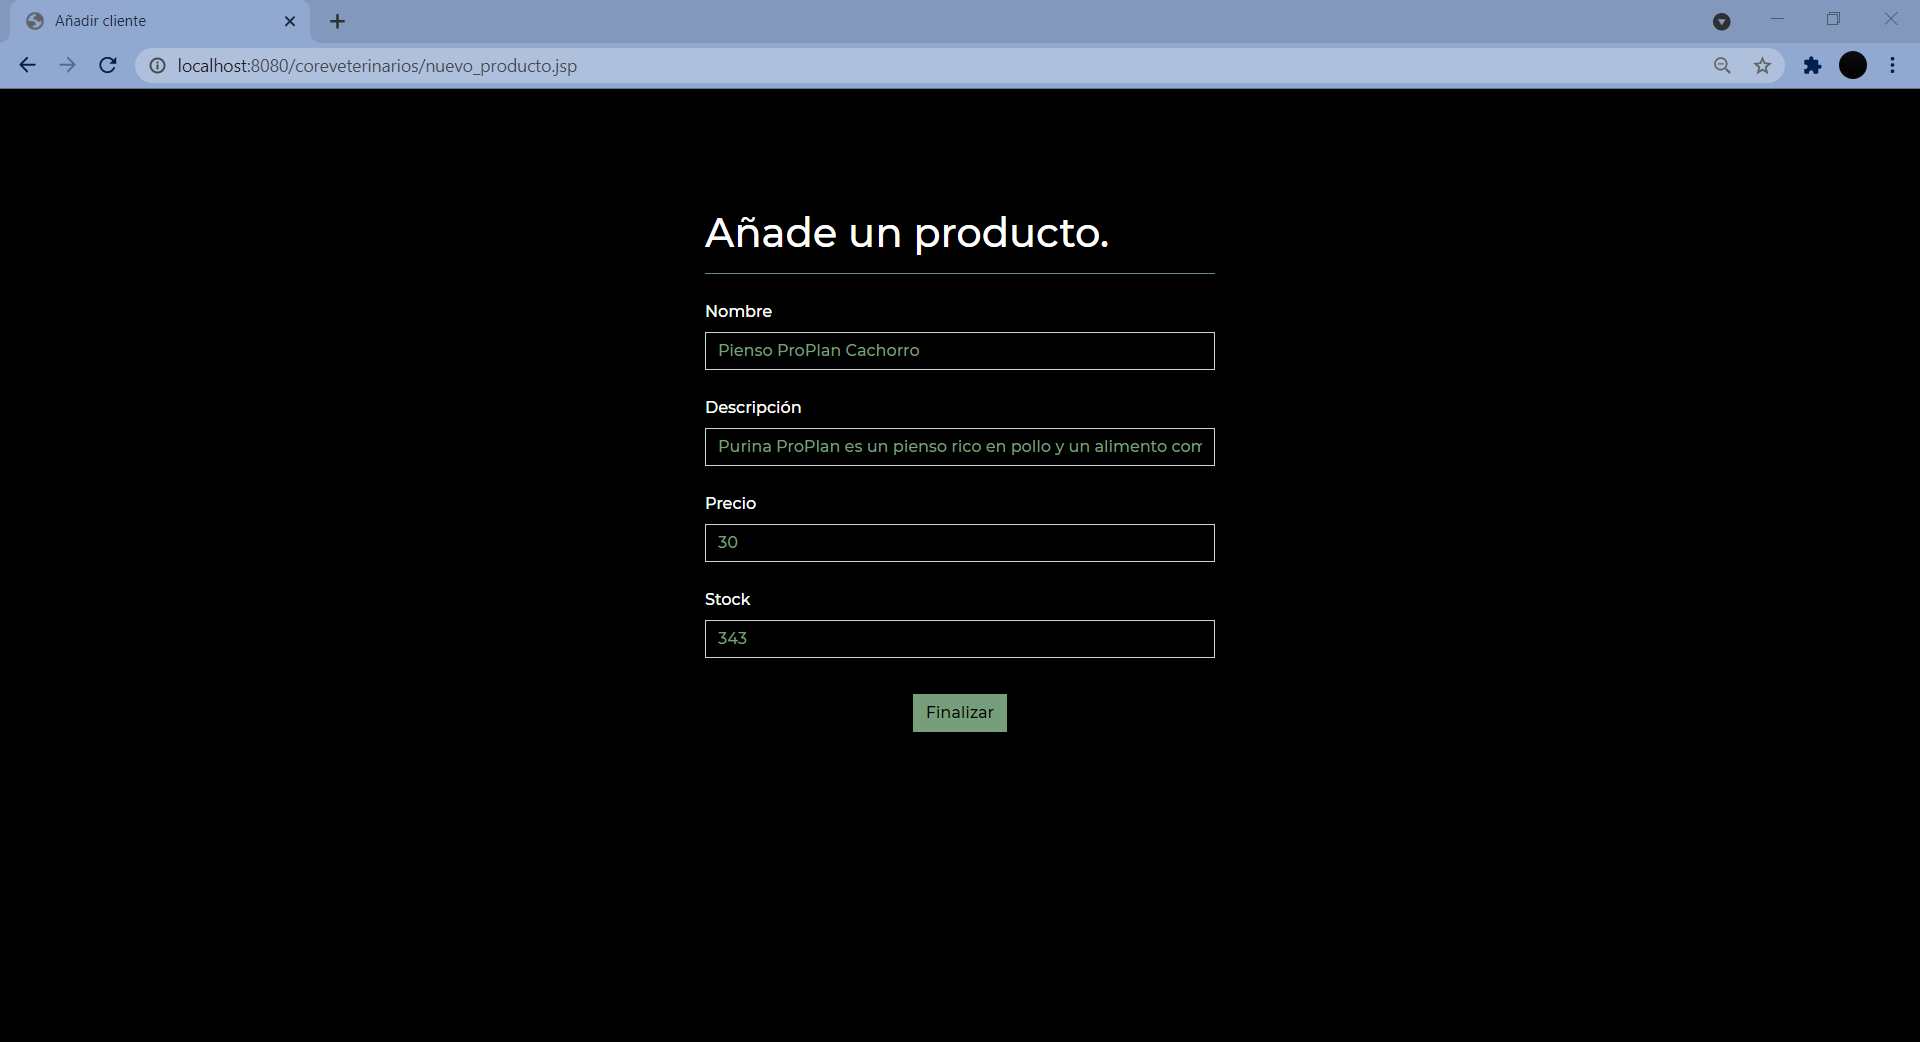 Añadir cliente
localhost:8080/coreveterinarios/nuevo_producto.jsp
Añade un producto.
Nombre
Pienso ProPlan Cachorro
Descripción
Purina ProPlan es un pienso rico en pollo y un alimento com
Precio
30
Stock
343
Finalizar